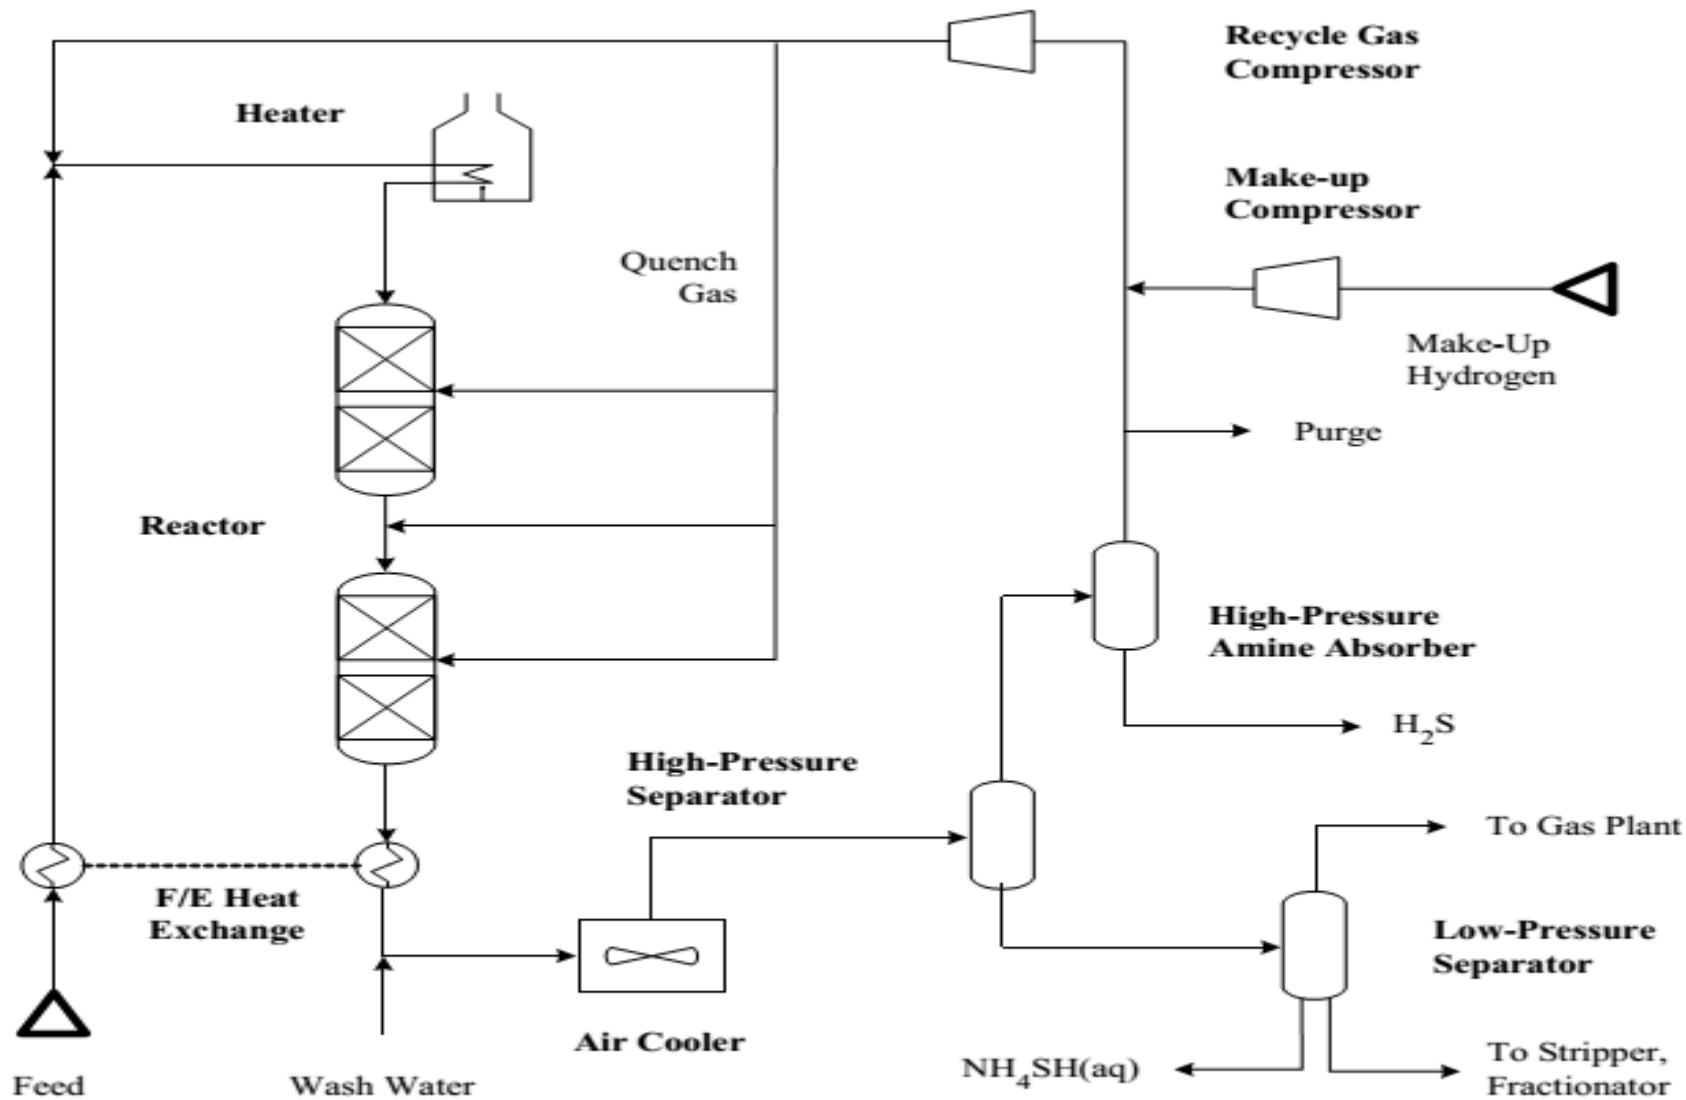 Recycle Gas
Compressor
Heater
Make-up
Compressor
Quench
Gas
Make-Up
Hydrogen
Purge
Reactor
High-Pressure
Amine Absorber
H₂S
High-Pressure
Separator
To Gas Plant
F/E Heat
Exchange
Low-Pressure
Separator
Air Cooler
NH₄SH(aq)
To Stripper,
Fractionator
Feed
Wash Water